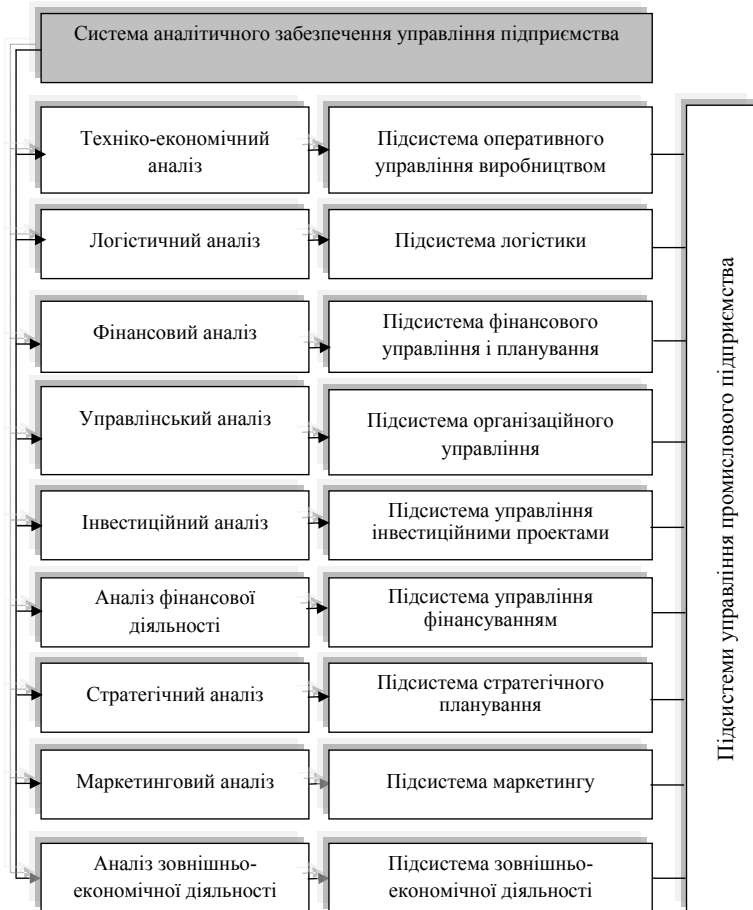 Система аналітичного забезпечення управління підприємства
Техніко-економічний
аналіз
Підсистема оперативного
управління виробництвом
Логістичний аналіз
Підсистема логістики
Фінансовий аналіз
Підсистема фінансового
управління і планування
Управлінський аналіз
Підсистема організаційного
управління
Інвестиційний аналіз
Підсистема управління
інвестиційними проектами
Аналіз фінансової
діяльності
Підсистема управління
фінансуванням
Стратегічний аналіз
Підсистема стратегічного
планування
Маркетинговий аналіз
Підсистема маркетингу
Аналіз зовнішньо-
економічної діяльності
Підсистема зовнішньо-
економічної діяльності
Підсистеми управління промислового підприємства